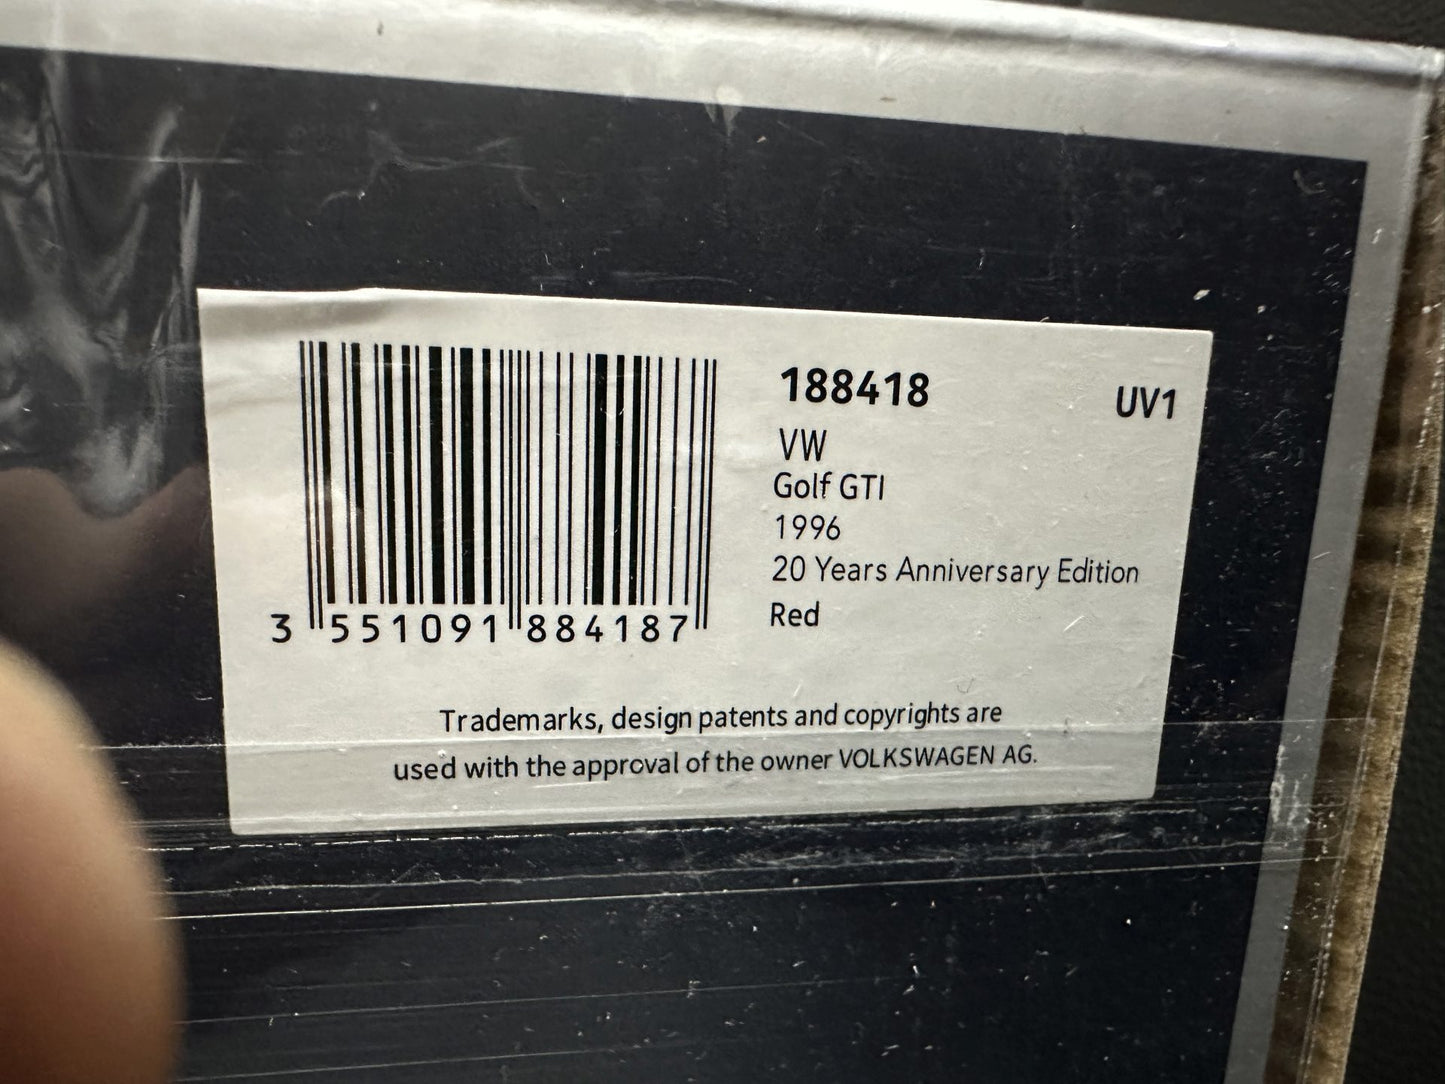 188418 UV1
VW
Golf GTI
1996
20 Years Anniversary Edition
Red
3 551091 884187
Trademarks, design patents and copyrights are
used with the approval of the owner VOLKSWAGEN AG.